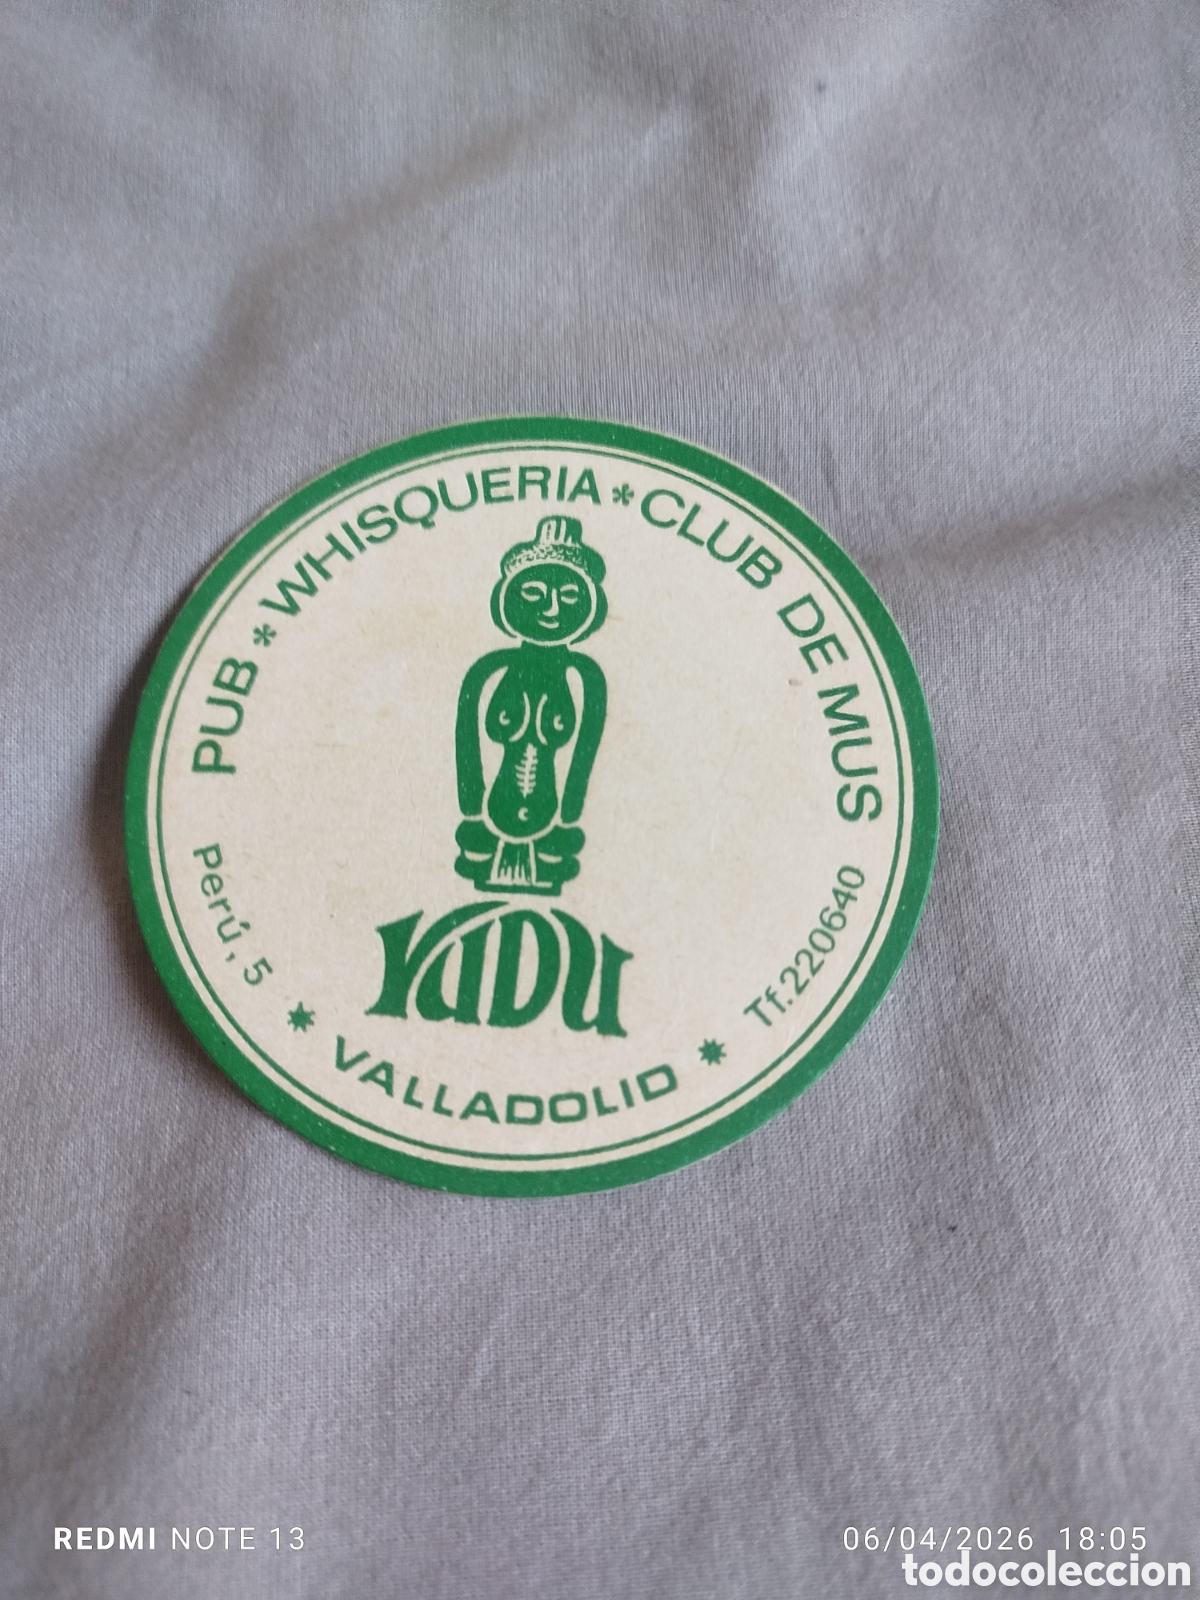 PUB * WHISQUERIA * CLUB DE MUS
Perú, 5 * VALLADOLID * Tf. 220640
REDMI NOTE 13
06/04/2026 18:05
todocoleccion